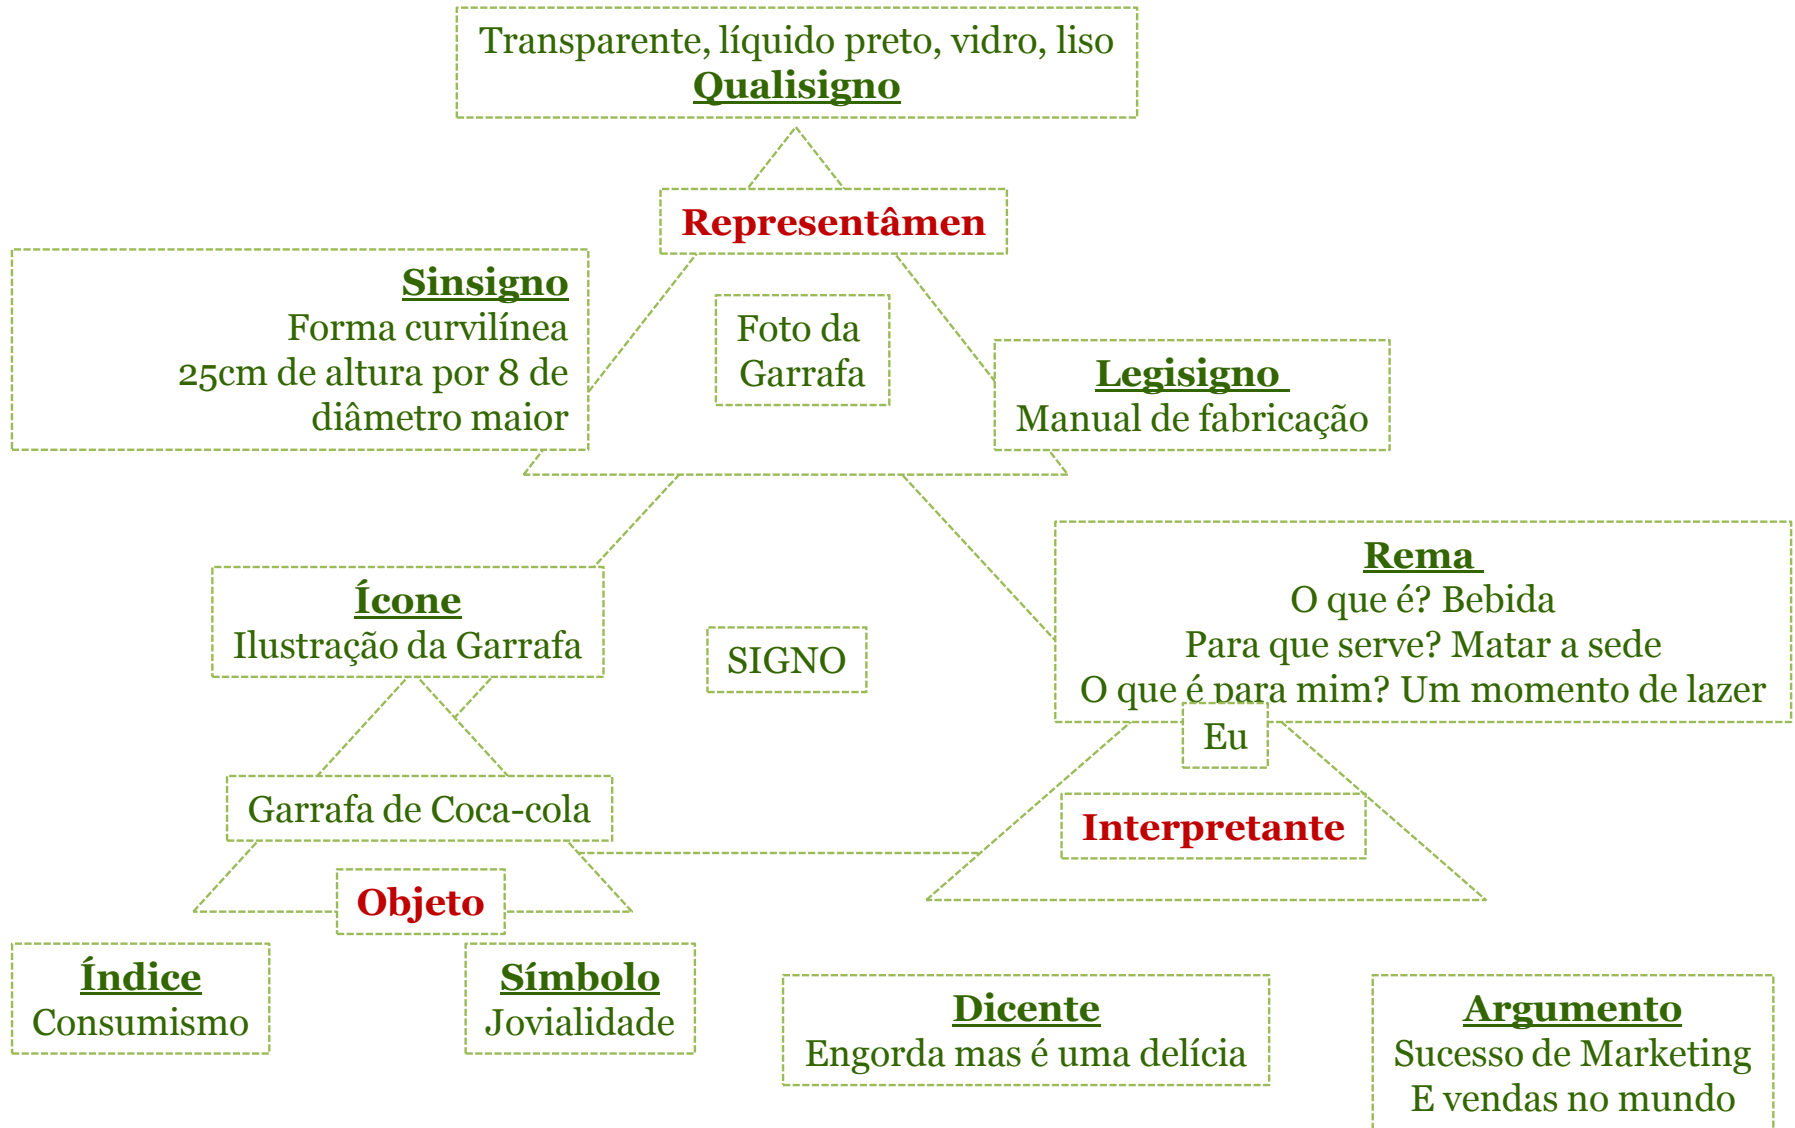 Transparente, líquido preto, vidro, liso
Qualisigno
Representâmen
Sinsigno
Forma curvilínea
25cm de altura por 8 de
diâmetro maior
Foto da
Garrafa
Legisigno
Manual de fabricação
Ícone
Ilustração da Garrafa
SIGNO
Rema
O que é? Bebida
Para que serve? Matar a sede
O que é para mim? Um momento de lazer
Eu
Garrafa de Coca-cola
Interpretante
Objeto
Índice
Consumismo
Símbolo
Jovialidade
Dicente
Engorda mas é uma delícia
Argumento
Sucesso de Marketing
E vendas no mundo